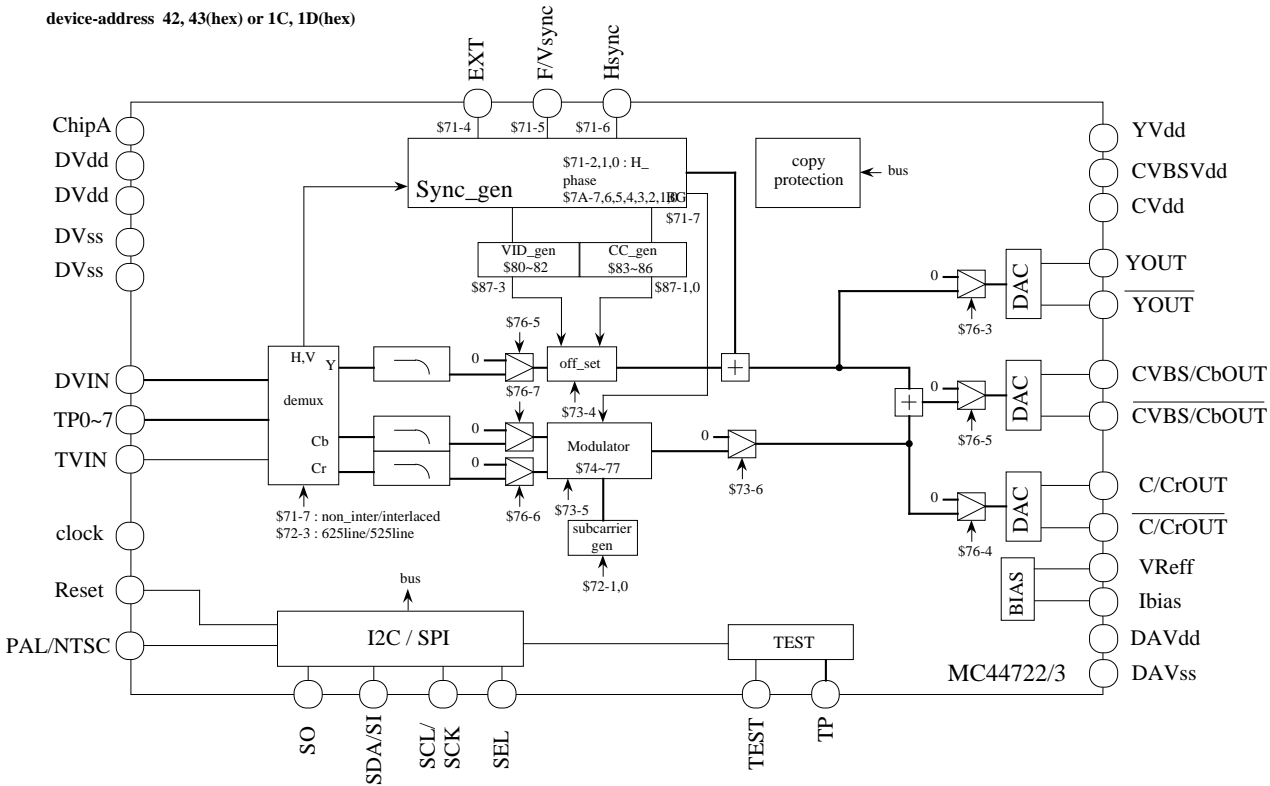 device-address 42, 43(hex) or 1C, 1D(hex)
EXT
F/Vsync
Hsync
$71-4
$71-5
$71-6
ChipA
DVdd
DVdd
DVss
DVss
DVIN
TP0~7
TVIN
clock
Reset
PAL/NTSC
Sync_gen
$71-2,1,0 : H_
phase
$7A-7,6,5,4,3,2,1,0
BG
$71-7
copy
protection
bus
VID_gen
$80~82
CC_gen
$83~86
$87-3
$87-1,0
H,V
Y
demux
Cb
Cr
$71-7 : non_inter/interlaced
$72-3 : 625line/525line
0
$76-5
off_set
$73-4
+
0
$76-7
0
$76-6
Modulator
$74~77
$73-5
subcarrier
gen
$72-1,0
0
$73-6
+
0
$76-3
DAC
0
$76-5
DAC
0
$76-4
DAC
BIAS
YVdd
CVBSVdd
CVdd
YOUT
YOUT
CVBS/CbOUT
CVBS/CbOUT
C/CrOUT
C/CrOUT
VReff
Ibias
DAVdd
DAVss
bus
I2C / SPI
TEST
MC44722/3
SO
SDA/SI
SCL/
SCK
SEL
TEST
TP